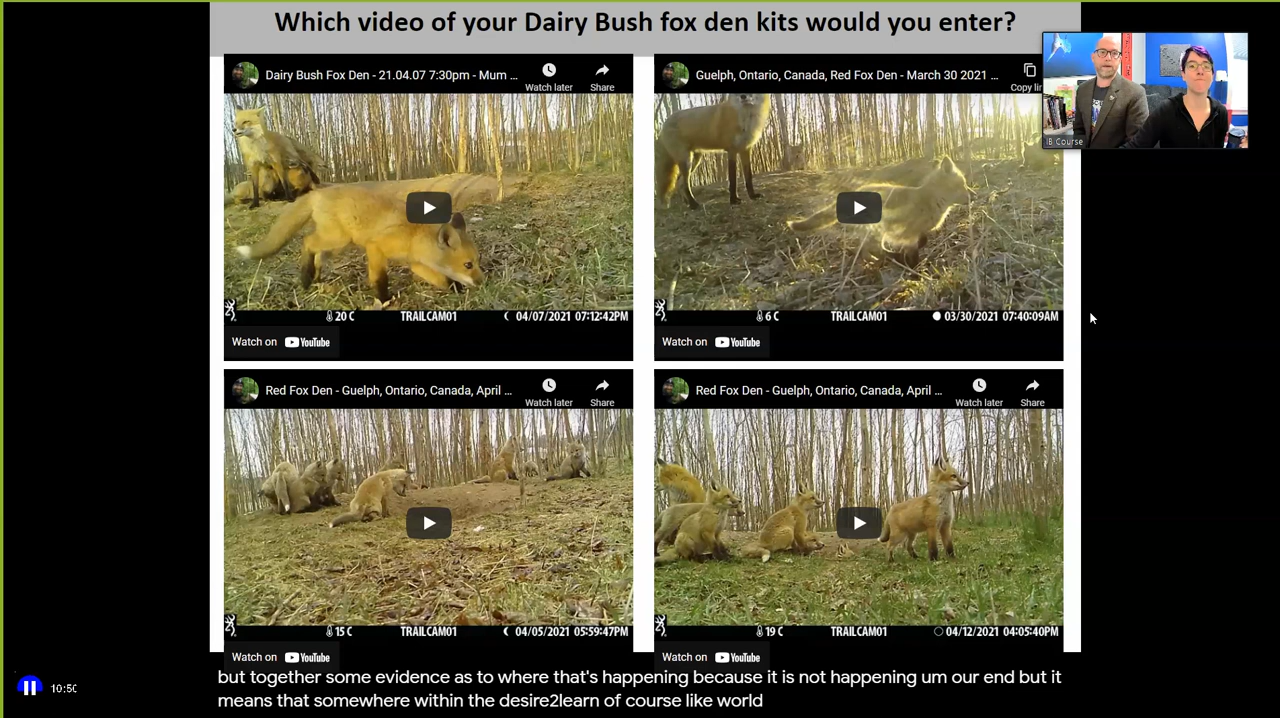 Which video of your Dairy Bush fox den kits would you enter?
Dairy Bush Fox Den - 21.04.07 7:30pm - Mum ...
Watch later
Share
20 C TRAILCAM01 04/07/2021 07:12:42PM
Watch on YouTube
Guelph, Ontario, Canada, Red Fox Den - March 30 2021 ...
Copy lin
6 C TRAILCAM01 03/30/2021 07:40:09AM
Watch on YouTube
IB Course
Red Fox Den - Guelph, Ontario, Canada, April ...
Watch later
Share
15 C TRAILCAM01 04/05/2021 05:59:47PM
Watch on YouTube
Red Fox Den - Guelph, Ontario, Canada, April ...
Watch later
Share
19 C TRAILCAM01 04/12/2021 04:05:40PM
Watch on YouTube
10:50
but together some evidence as to where that's happening because it is not happening um our end but it
means that somewhere within the desire2learn of course like world